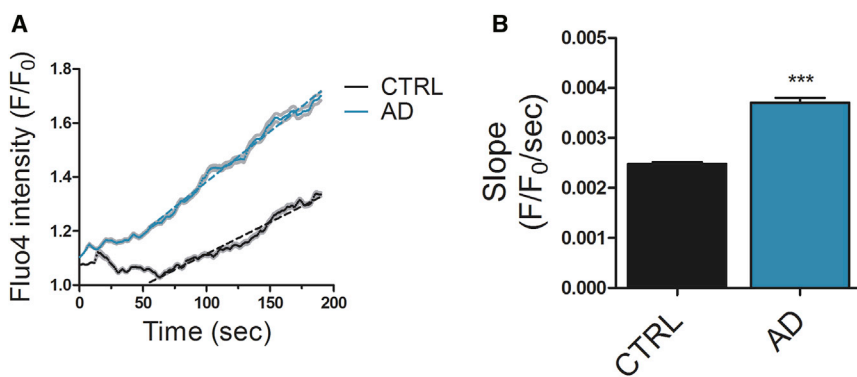 A
Fluo4 intensity (F/F0)
1.8
1.6
1.4
1.2
1.0
0
50
100
150
200
Time (sec)
CTRL
AD
B
Slope
(F/F0/sec)
0.005
0.004
0.003
0.002
0.001
0.000
***
CTRL
AD